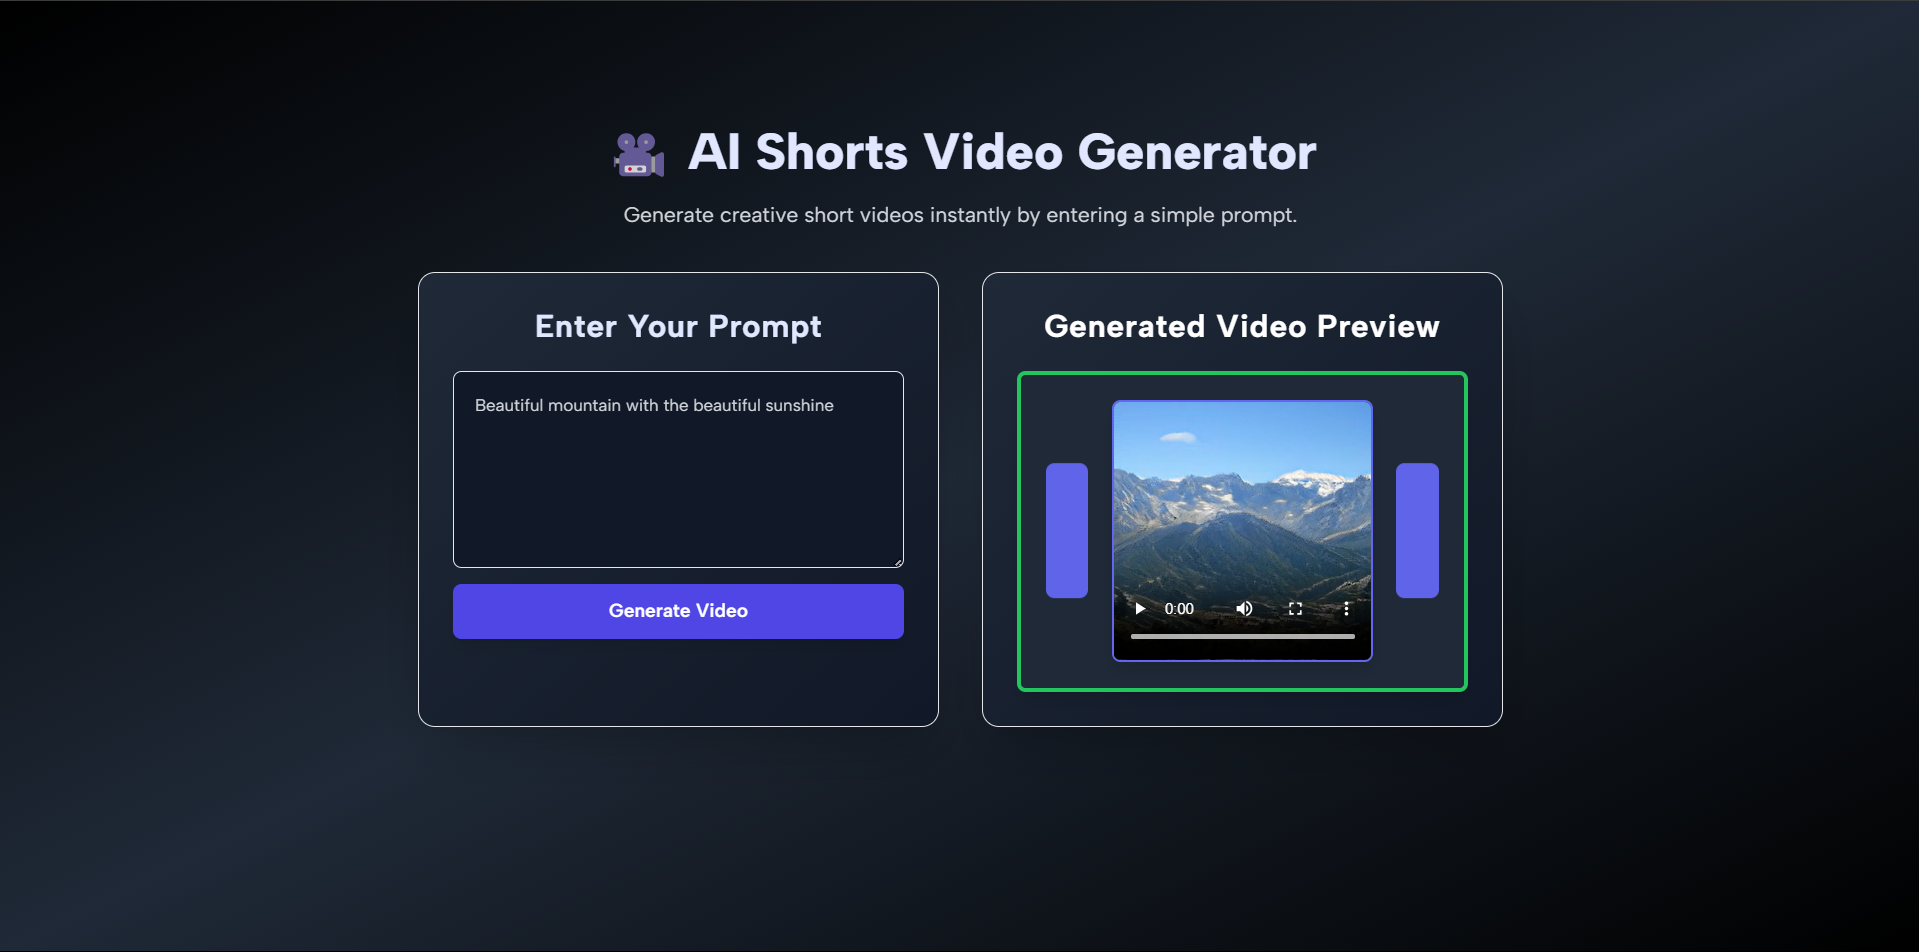 AI Shorts Video Generator
Generate creative short videos instantly by entering a simple prompt.
Enter Your Prompt
Beautiful mountain with the beautiful sunshine
Generate Video
Generated Video Preview
0:00